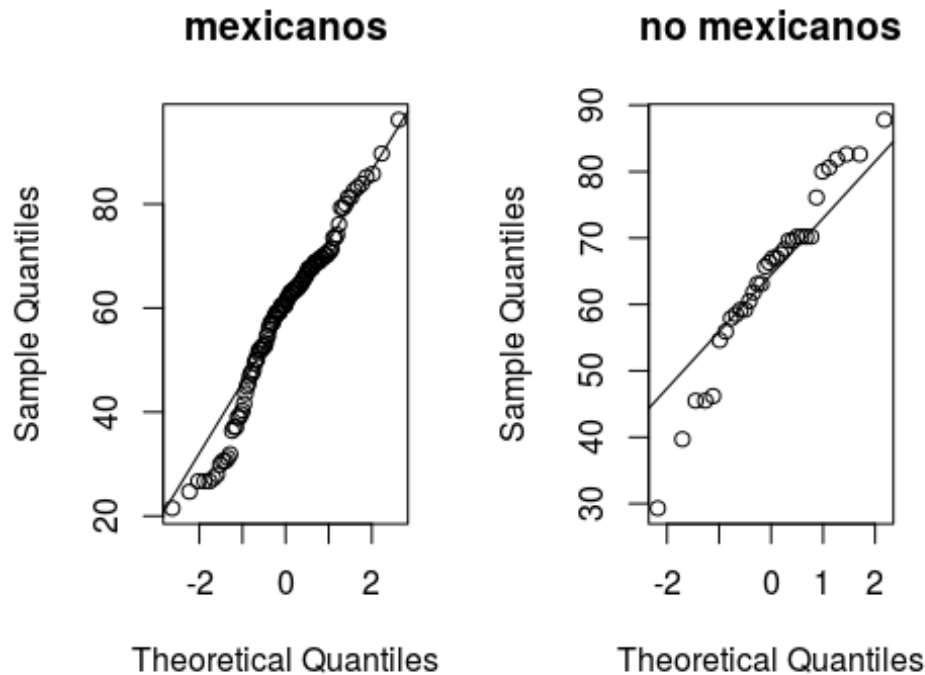 mexicanos
Sample Quantiles
20 40 60 80
-2 0 2
Theoretical Quantiles
no mexicanos
Sample Quantiles
30 40 50 60 70 80 90
-2 0 1 2
Theoretical Quantiles